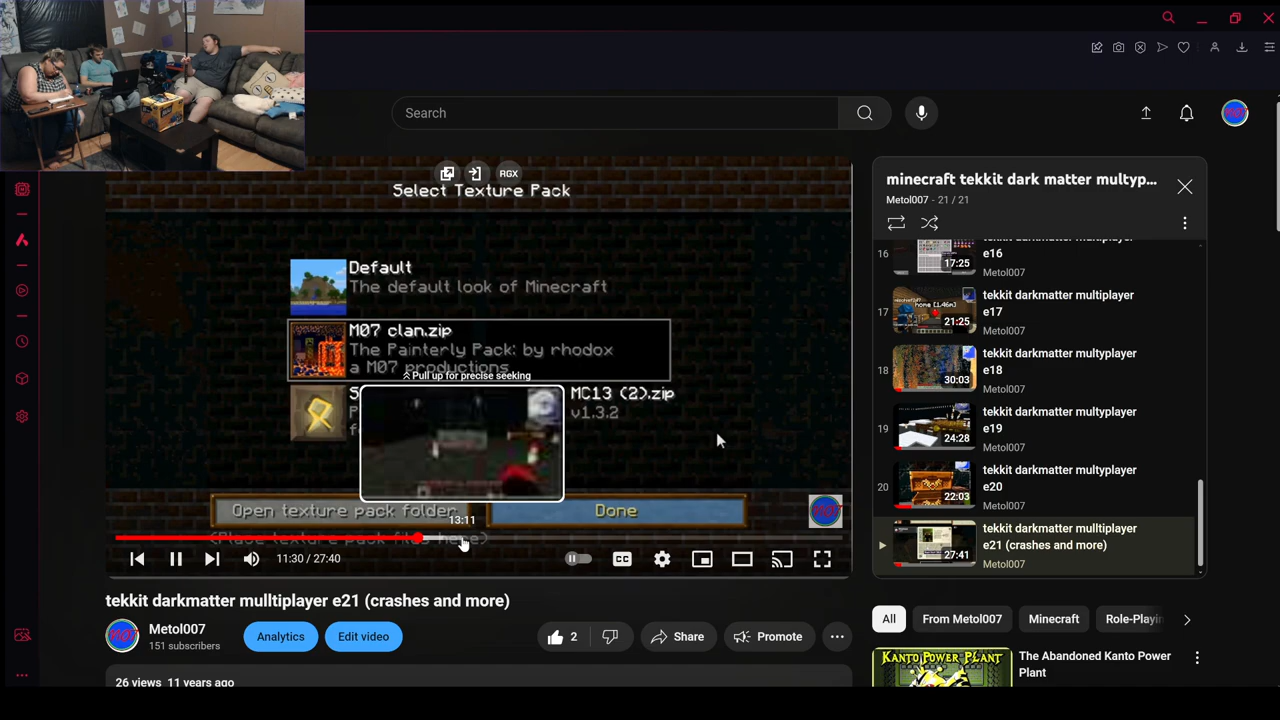 Search
RGX
Select Texture Pack
Default
The default look of Minecraft
M07 clan.zip
The Painterly Pack: by rhodox
a M07 productions
Pull up for precise seeking
S
MC13 (2).zip
v1.3.2
Open texture pack folder
Done
13:11
11:30 / 27:40
CC
tekkit darkmatter mulltiplayer e21 (crashes and more)
Metol007
151 subscribers
Analytics
Edit video
2
Share
Promote
26 views 11 years ago
minecraft tekkit dark matter multyp...
Metol007 - 21 / 21
16
17:25
e16
Metol007
17
21:25
tekkit darkmatter multiplayer
e17
Metol007
18
30:03
tekkit darkmatter multiplayer
e18
Metol007
19
24:28
tekkit darkmatter multiplayer
e19
Metol007
20
22:03
tekkit darkmatter multyplayer
e20
Metol007
27:41
tekkit darkmatter mulltiplayer
e21 (crashes and more)
Metol007
All
From Metol007
Minecraft
Role-Playin
KANTO POWER PLANT
The Abandoned Kanto Power
Plant